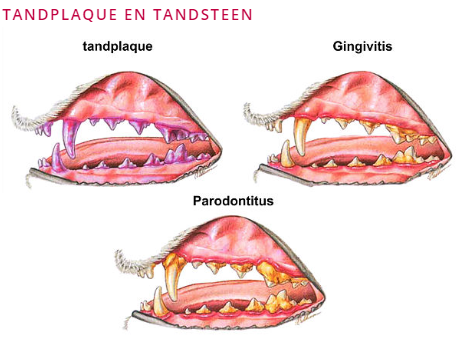 TANDPLAQUE EN TANDSTEEN
tandplaque
Gingivitis
Parodontitus